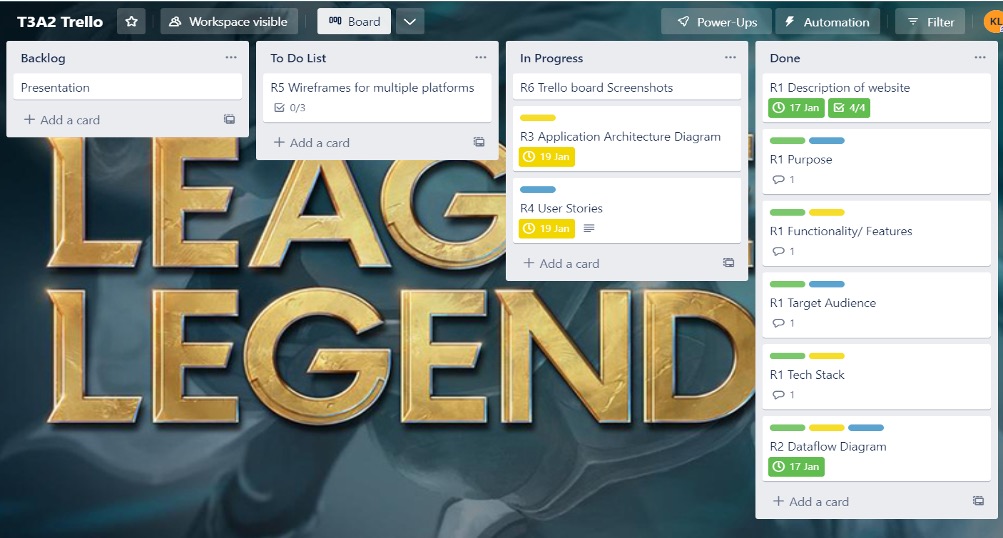 T3A2 Trello
Workspace visible
Board
Power-Ups
Automation
Filter
KL
Backlog
Presentation
+ Add a card
To Do List
R5 Wireframes for multiple platforms
0/3
+ Add a card
In Progress
R6 Trello board Screenshots
R3 Application Architecture Diagram
19 Jan
R4 User Stories
19 Jan
+ Add a card
Done
R1 Description of website
17 Jan 4/4
R1 Purpose
1
R1 Functionality/ Features
1
R1 Target Audience
1
R1 Tech Stack
1
R2 Dataflow Diagram
17 Jan
+ Add a card
LEAG
LEGEND